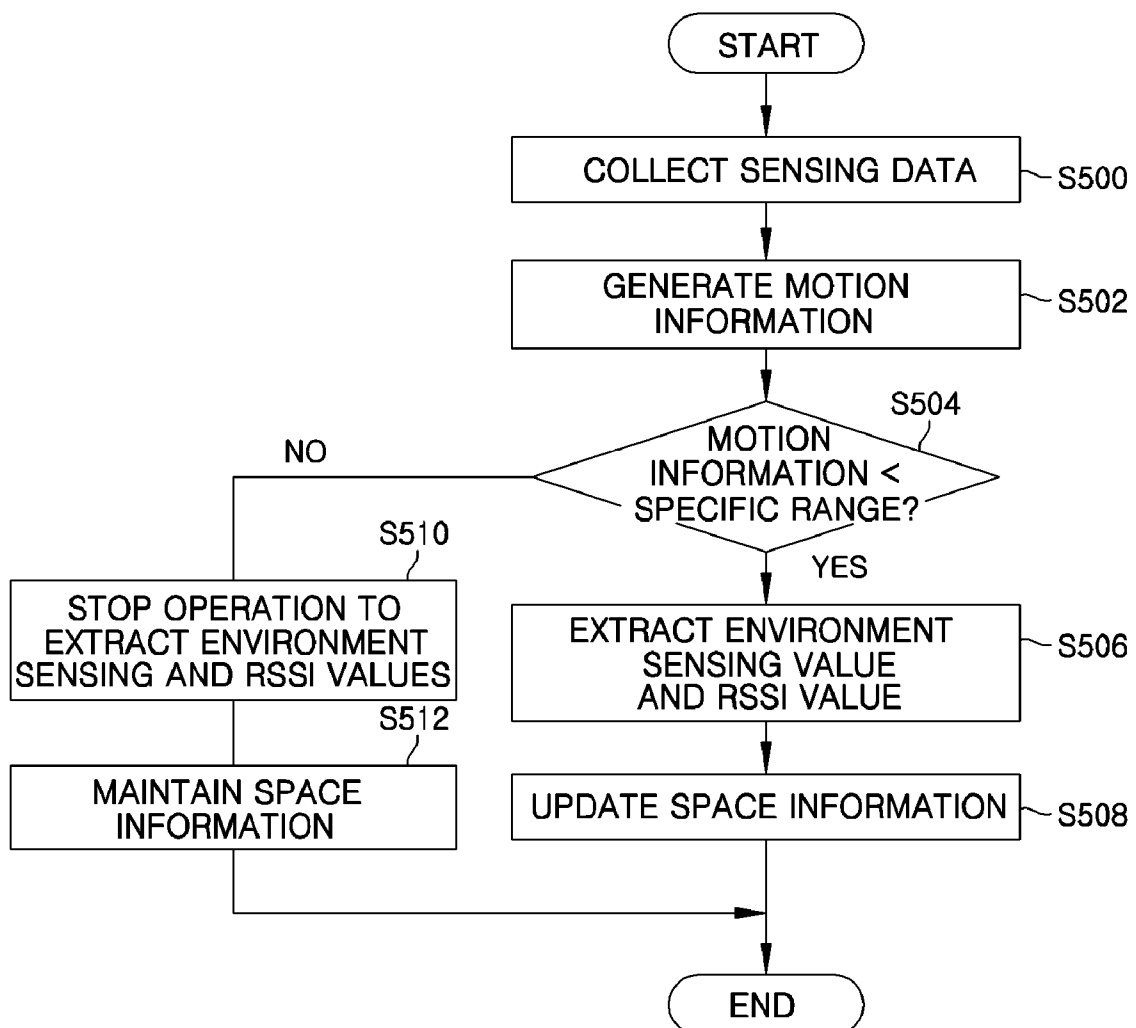 START
COLLECT SENSING DATA
S500
GENERATE MOTION
INFORMATION
S502
S504
MOTION
INFORMATION <
SPECIFIC RANGE?
NO
YES
S510
STOP OPERATION TO
EXTRACT ENVIRONMENT
SENSING AND RSSI VALUES
EXTRACT ENVIRONMENT
SENSING VALUE
AND RSSI VALUE
S506
S512
MAINTAIN SPACE
INFORMATION
UPDATE SPACE INFORMATION
S508
END